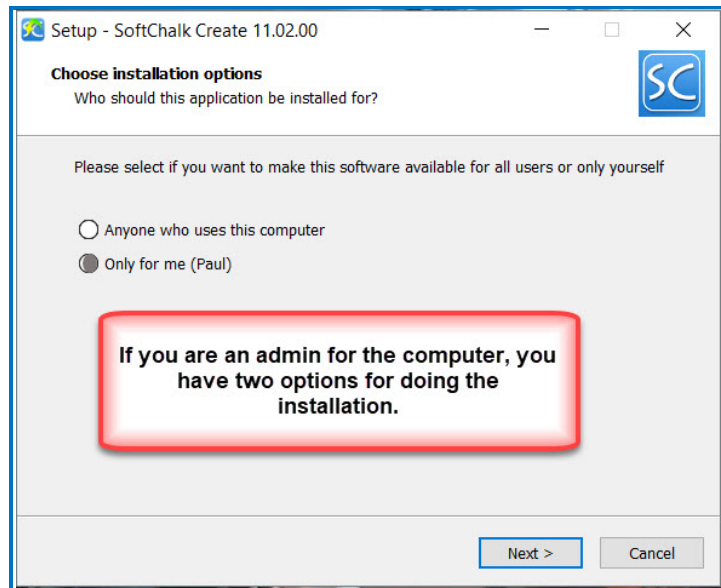 Setup - SoftChalk Create 11.02.00
Choose installation options
Who should this application be installed for?
SC
Please select if you want to make this software available for all users or only yourself
Anyone who uses this computer
Only for me (Paul)
If you are an admin for the computer, you
have two options for doing the
installation.
Next >
Cancel